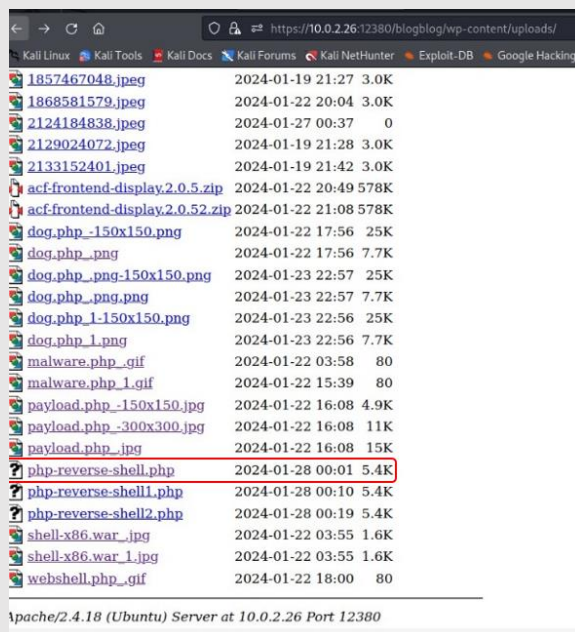 https://10.0.2.26:12380/blogblog/wp-content/uploads/
Kali Linux Kali Tools Kali Docs Kali Forums Kali NetHunter Exploit-DB Google Hacking
1857467048.jpeg 2024-01-19 21:27 3.0K
1868581579.jpeg 2024-01-22 20:04 3.0K
2124184838.jpeg 2024-01-27 00:37 0
2129024072.jpeg 2024-01-19 21:28 3.0K
2133152401.jpeg 2024-01-19 21:42 3.0K
acf-frontend-display.2.0.5.zip 2024-01-22 20:49 578K
acf-frontend-display.2.0.52.zip 2024-01-22 21:08 578K
dog.php_-150x150.png 2024-01-22 17:56 25K
dog.php_.png 2024-01-22 17:56 7.7K
dog.php_.png-150x150.png 2024-01-23 22:57 25K
dog.php_.png.png 2024-01-23 22:57 7.7K
dog.php_1-150x150.png 2024-01-23 22:56 25K
dog.php_1.png 2024-01-23 22:56 7.7K
malware.php_.gif 2024-01-22 03:58 80
malware.php_1.gif 2024-01-22 15:39 80
payload.php_-150x150.jpg 2024-01-22 16:08 4.9K
payload.php_-300x300.jpg 2024-01-22 16:08 11K
payload.php_.jpg 2024-01-22 16:08 15K
php-reverse-shell.php 2024-01-28 00:01 5.4K
php-reverse-shell1.php 2024-01-28 00:10 5.4K
php-reverse-shell2.php 2024-01-28 00:19 5.4K
shell-x86.war_.jpg 2024-01-22 03:55 1.6K
shell-x86.war_1.jpg 2024-01-22 03:55 1.6K
webshell.php_.gif 2024-01-22 18:00 80
Apache/2.4.18 (Ubuntu) Server at 10.0.2.26 Port 12380